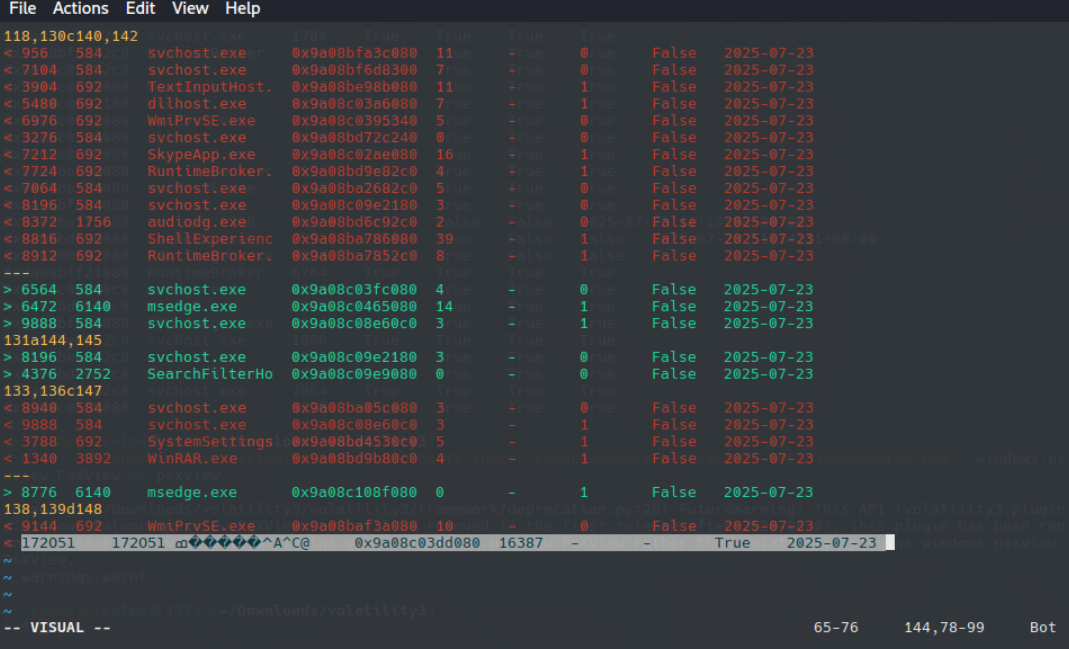 File Actions Edit View Help
118,130c140,142
< 956 584 svchost.exe 0x9a08bfa3c080 11 - 0 False 2025-07-23
< 7104 584 svchost.exe 0x9a08bf6d8300 7 - 0 False 2025-07-23
< 3904 692 TextInputHost. 0x9a08be98b080 11 - 1 False 2025-07-23
< 5480 692 dllhost.exe 0x9a08c03a6080 7 - 1 False 2025-07-23
< 6976 692 WmiPrvSE.exe 0x9a08c0395340 5 - 0 False 2025-07-23
< 3276 584 svchost.exe 0x9a08bd72c240 0 - 0 False 2025-07-23
< 7212 692 SkypeApp.exe 0x9a08c02ae080 16 - 1 False 2025-07-23
< 7724 692 RuntimeBroker. 0x9a08bd9e82c0 4 - 1 False 2025-07-23
< 7064 584 svchost.exe 0x9a08ba2682c0 5 - 0 False 2025-07-23
< 8196 584 svchost.exe 0x9a08c09e2180 3 - 0 False 2025-07-23
< 8372 1756 audiodg.exe 0x9a08bd6c92c0 2 - 0 False 2025-07-23
< 8816 692 ShellExperienc 0x9a08ba786080 39 - 1 False 2025-07-23
< 8912 692 RuntimeBroker. 0x9a08ba7852c0 8 - 1 False 2025-07-23
---
> 6564 584 svchost.exe 0x9a08c03fc080 4 - 0 False 2025-07-23
> 6472 6140 msedge.exe 0x9a08c0465080 14 - 1 False 2025-07-23
> 9888 584 svchost.exe 0x9a08c08e60c0 3 - 1 False 2025-07-23
131a144,145
> 8196 584 svchost.exe 0x9a08c09e2180 3 - 0 False 2025-07-23
> 4376 2752 SearchFilterHo 0x9a08c09e9080 0 - 0 False 2025-07-23
133,136c147
< 8940 584 svchost.exe 0x9a08ba05c080 3 - 0 False 2025-07-23
< 9888 584 svchost.exe 0x9a08c08e60c0 3 - 1 False 2025-07-23
< 3788 692 SystemSettings 0x9a08bd4530c0 5 - 1 False 2025-07-23
< 1340 3892 WinRAR.exe 0x9a08bd9b80c0 4 - 1 False 2025-07-23
---
> 8776 6140 msedge.exe 0x9a08c108f080 0 - 1 False 2025-07-23
138,139d148
< 9144 692 WmiPrvSE.exe 0x9a08baf3a080 10 - 0 False 2025-07-23
< 172051 172051 �����^A^C@ 0x9a08c03dd080 16387 - - True 2025-07-23
~
~
~
~
-- VISUAL -- 65-76 144,78-99 Bot